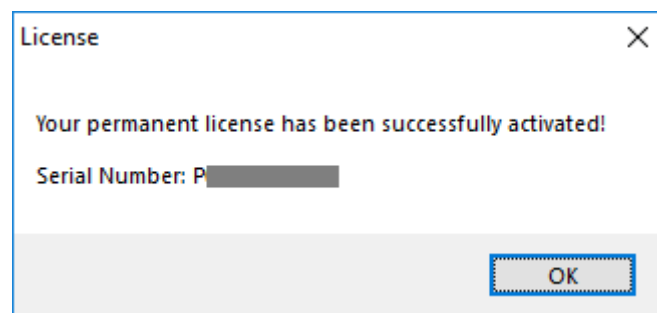 License
Your permanent license has been successfully activated!
Serial Number: P
OK